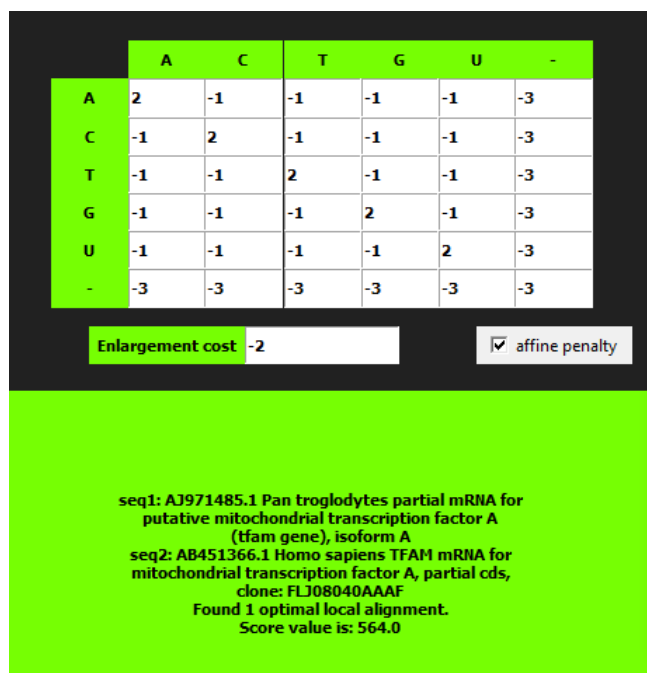 A C T G U -
A 2 -1 -1 -1 -1 -3
C -1 2 -1 -1 -1 -3
T -1 -1 2 -1 -1 -3
G -1 -1 -1 2 -1 -3
U -1 -1 -1 -1 2 -3
- -3 -3 -3 -3 -3 -3
Enlargement cost -2 affine penalty
seq1: AJ971485.1 Pan troglodytes partial mRNA for
putative mitochondrial transcription factor A
(tfam gene), isoform A
seq2: AB451366.1 Homo sapiens TFAM mRNA for
mitochondrial transcription factor A, partial cds,
clone: FLJ08040AAAF
Found 1 optimal local alignment.
Score value is: 564.0